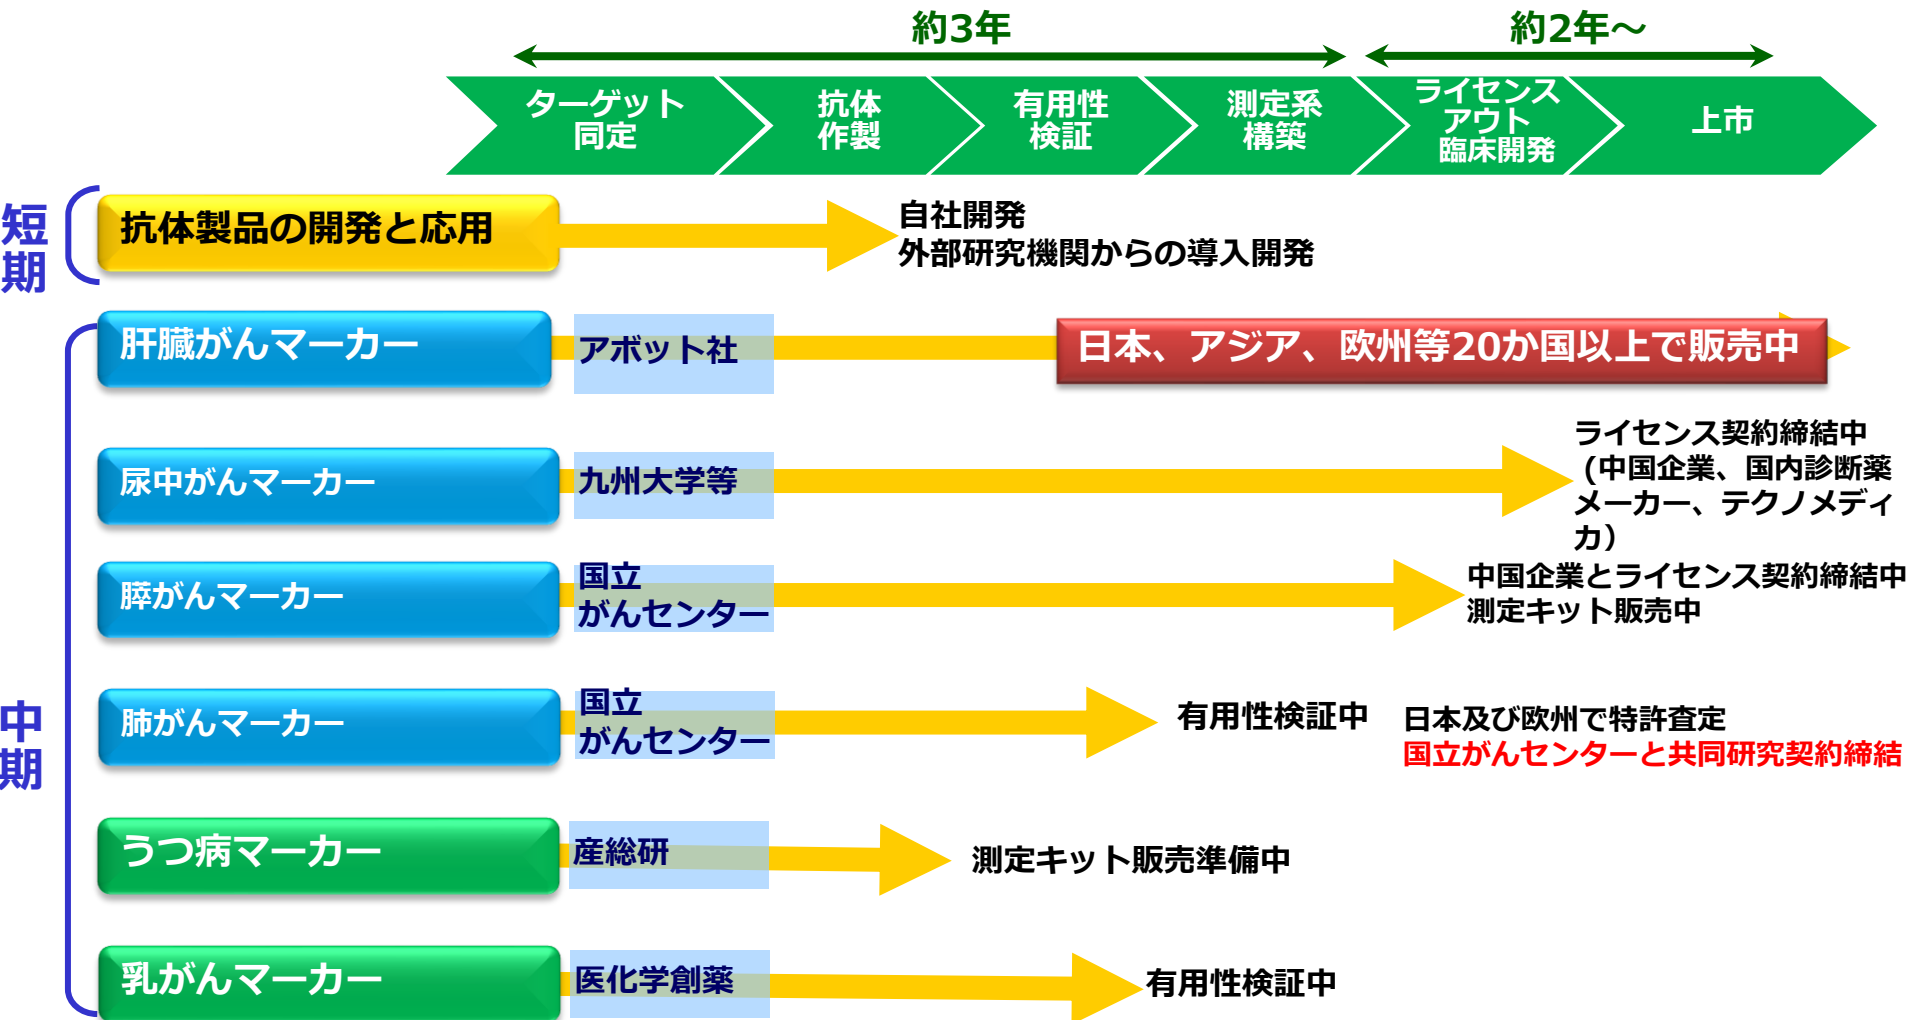 約3年
約2年～
ターゲット
同定
抗体
作製
有用性
検証
測定系
構築
ライセンス
アウト
臨床開発
上市
短
期
抗体製品の開発と応用
自社開発
外部研究機関からの導入開発
中
期
肝臓がんマーカー
アボット社
日本、アジア、欧州等20か国以上で販売中
尿中がんマーカー
九州大学等
ライセンス契約締結中
(中国企業、国内診断薬
メーカー、テクノメディ
カ）
膵がんマーカー
国立
がんセンター
中国企業とライセンス契約締結中
測定キット販売中
肺がんマーカー
国立
がんセンター
有用性検証中
日本及び欧州で特許査定
国立がんセンターと共同研究契約締結
うつ病マーカー
産総研
測定キット販売準備中
乳がんマーカー
医化学創薬
有用性検証中